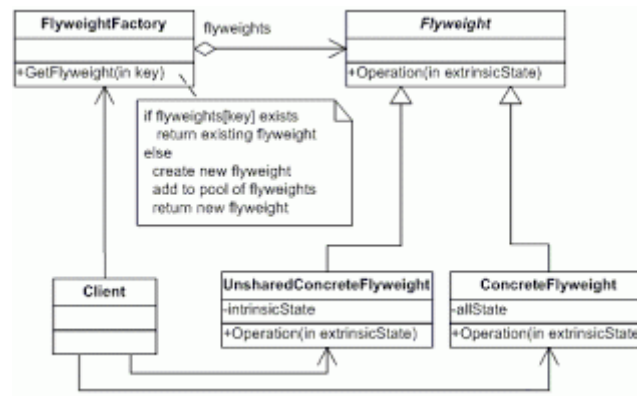 FlyweightFactory
+GetFlyweight(in key)
flyweights
Flyweight
+Operation(in extrinsicState)
if flyweights[key] exists
return existing flyweight
else
create new flyweight
add to pool of flyweights
return new flyweight
Client
UnsharedConcreteFlyweight
-intrinsicState
+Operation(in extrinsicState)
ConcreteFlyweight
-allState
+Operation(in extrinsicState